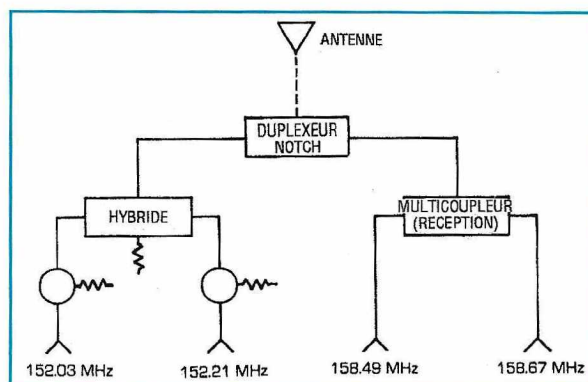 ANTENNE
DUPLEXEUR
NOTCH
HYBRIDE
MULTICOUPLEUR
(RECEPTION)
152.03 MHz
152.21 MHz
158.49 MHz
158.67 MHz